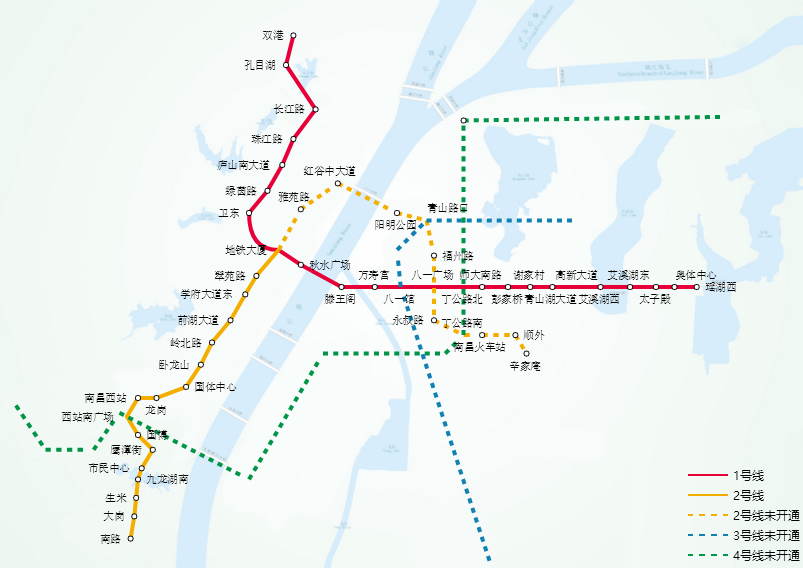 双港
孔目湖
长江路
珠江路
庐山南大道
绿茵路
卫东
地铁大厦
秋水广场
滕王阁
万寿宫
八一馆
八一广场
丁公路北
师大南路
彭家桥
谢家村
青山湖大道
高新大道
艾溪湖西
艾溪湖东
太子殿
奥体中心
瑶湖西
红谷中大道
雅苑路
阳明公园
青山路口
福州路
永叔路
丁公路南
南昌火车站
顺外
辛家庵
翠苑路
学府大道东
前湖大道
岭北路
卧龙山
国体中心
龙岗
南昌西站
西站南广场
国博
鹰潭街
市民中心
九龙湖南
生米
大岗
南路
1号线
2号线
2号线未开通
3号线未开通
4号线未开通